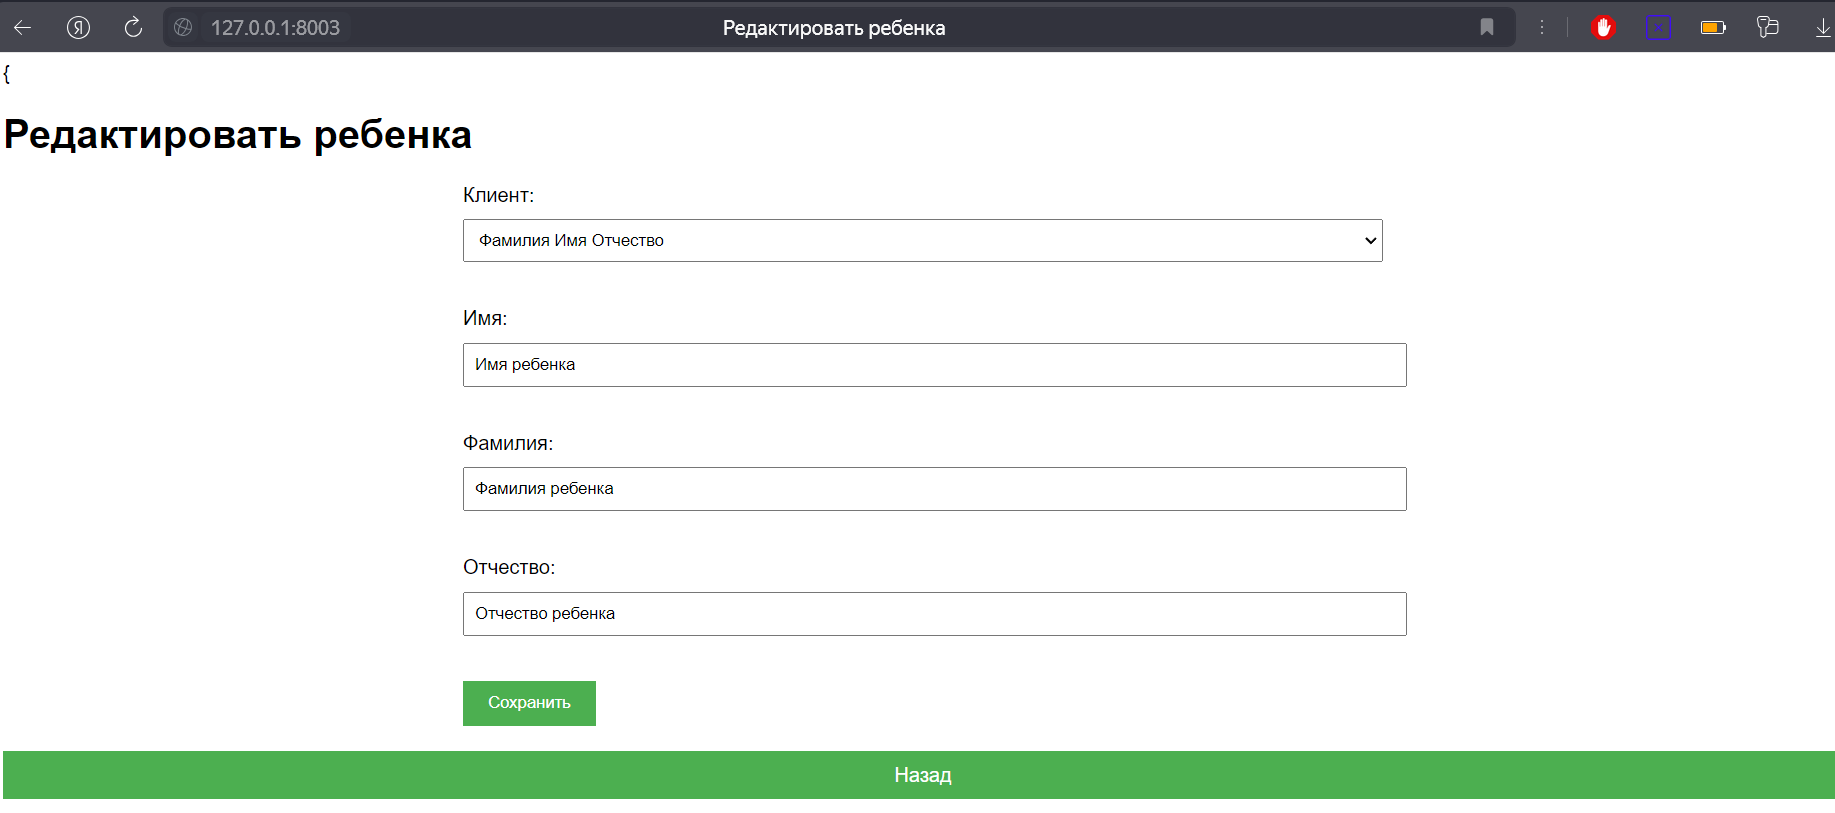 Я 127.0.0.1:8003 Редактировать ребенка
{
Редактировать ребенка
Клиент:
Фамилия Имя Отчество
Имя:
Имя ребенка
Фамилия:
Фамилия ребенка
Отчество:
Отчество ребенка
Сохранить
Назад